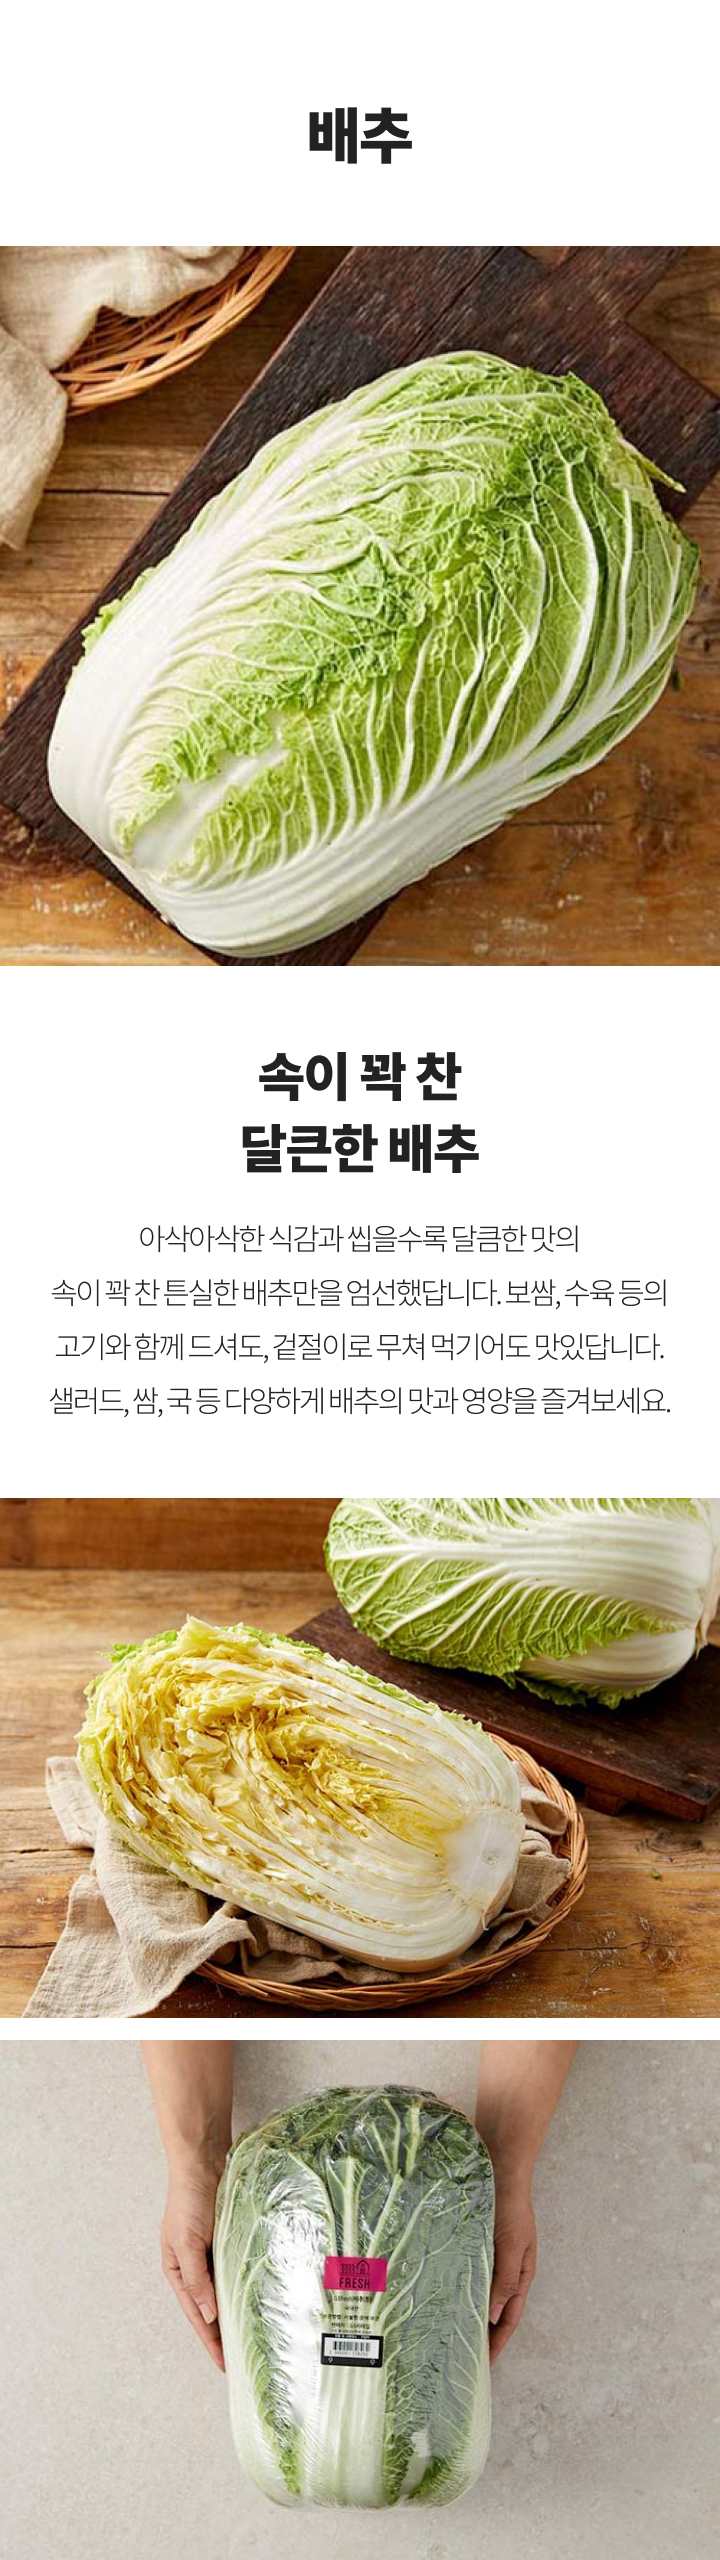 배추
속이 꽉 찬
달큰한 배추
아삭아삭한 식감과 씹을수록 달큼한 맛의
속이 꽉 찬 튼실한 배추만을 엄선했답니다. 보쌈, 수육 등의
고기와 함께 드셔도, 겉절이로 무쳐 먹기어도 맛있답니다.
샐러드, 쌈, 국 등 다양하게 배추의 맛과 영양을 즐겨보세요.
FRESH
국내산